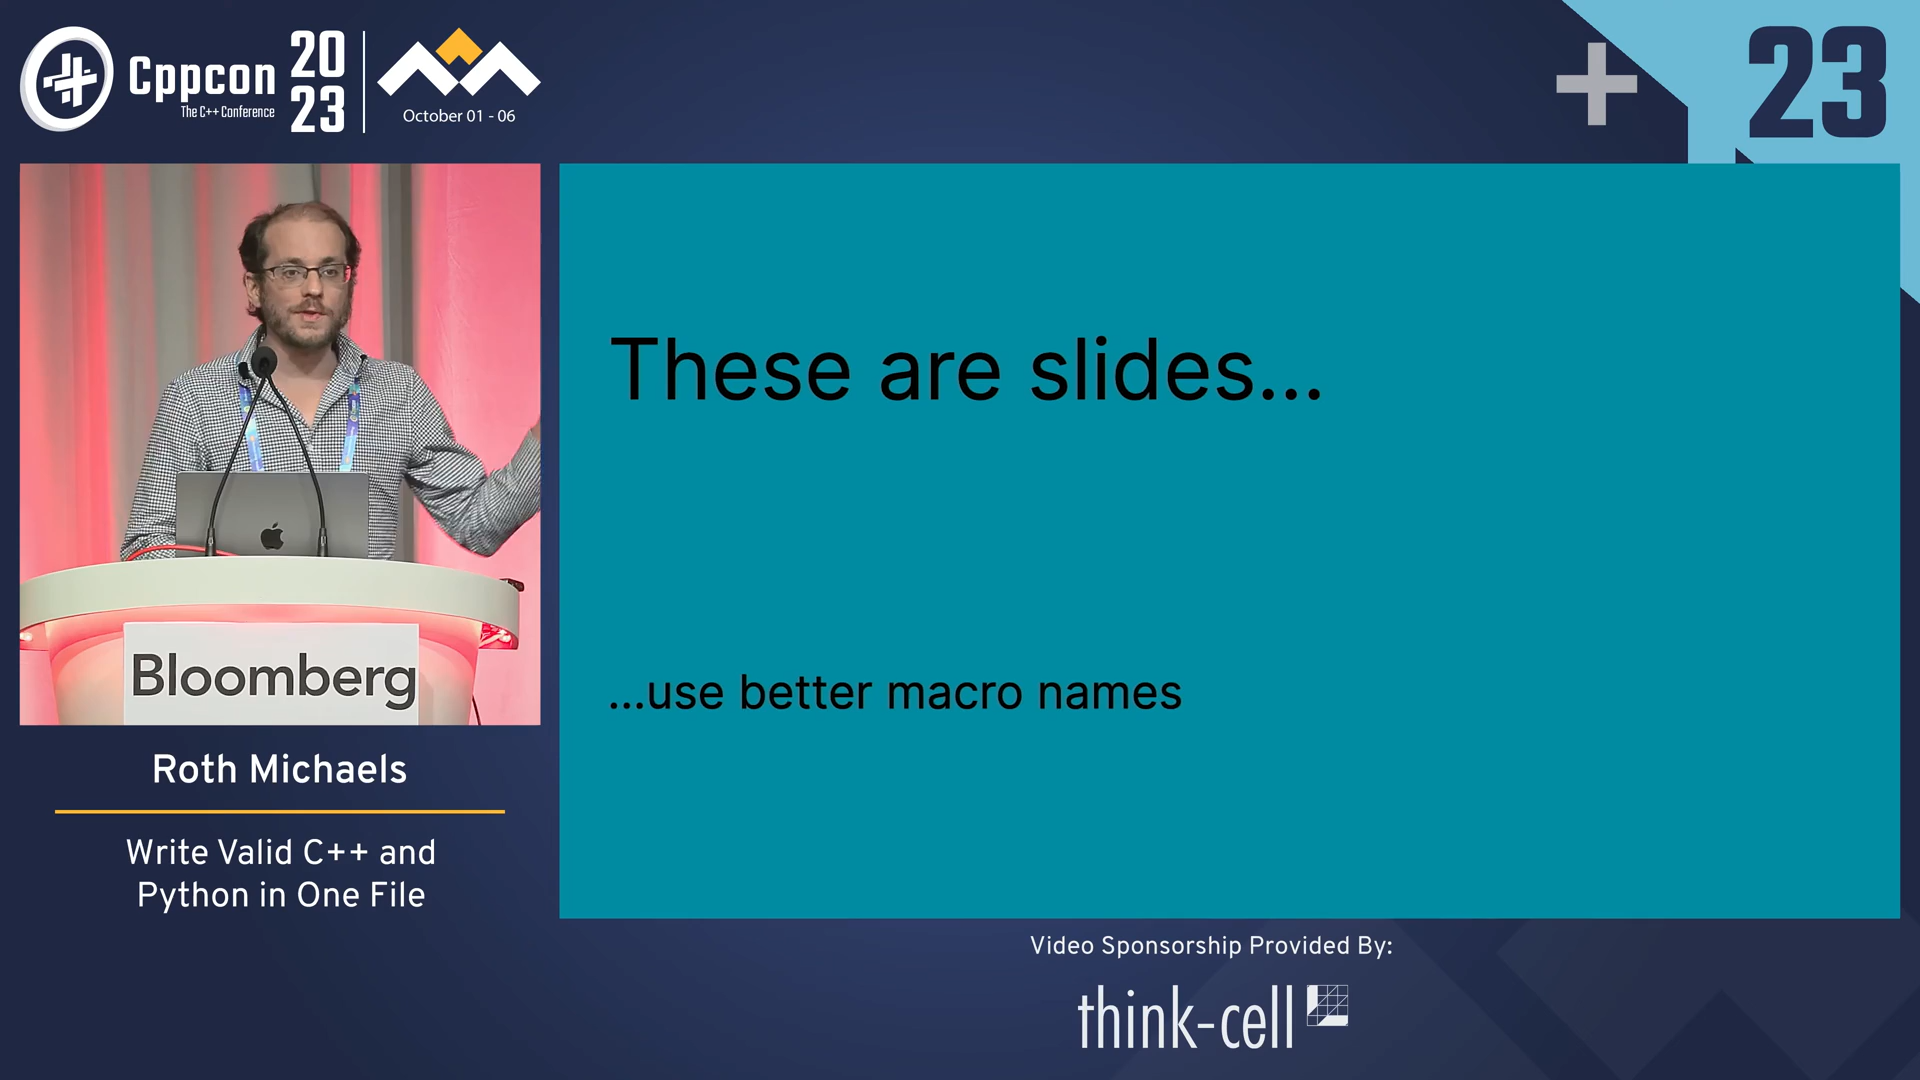 Cppcon
The C++ Conference
20
23
October 01 - 06
23
These are slides...
...use better macro names
Bloomberg
Roth Michaels
Write Valid C++ and
Python in One File
Video Sponsorship Provided By:
think-cell